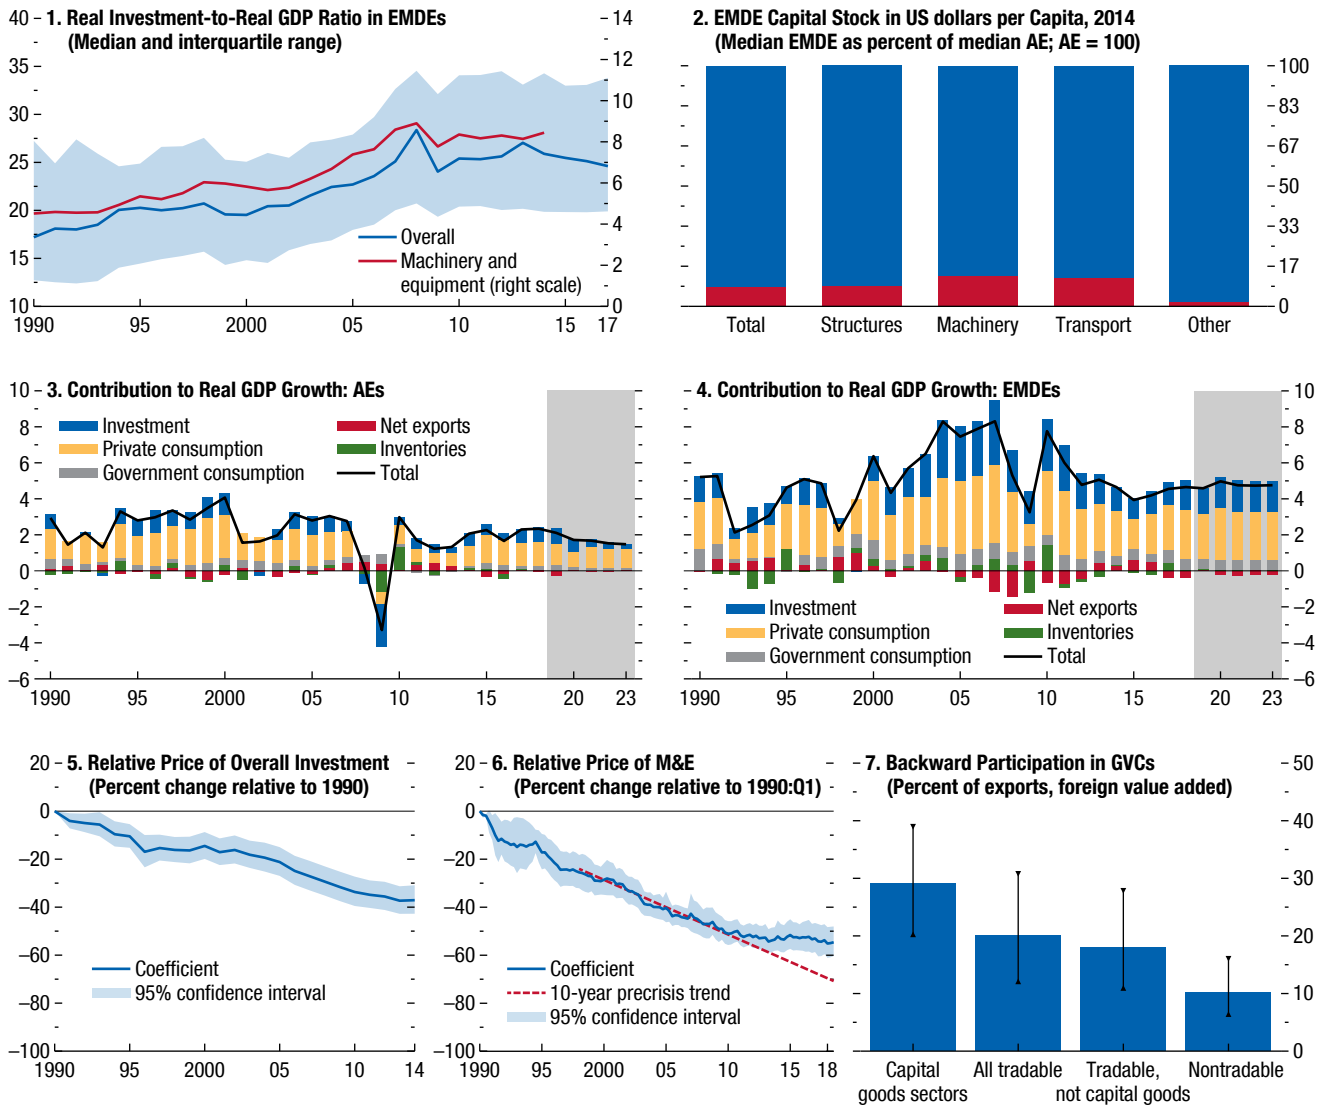 1. Real Investment-to-Real GDP Ratio in EMDEs
(Median and interquartile range)
40
35
30
25
20
15
10
14
12
10
8
6
4
2
0
Overall
Machinery and
equipment (right scale)
1990 95 2000 05 10 15 17
2. EMDE Capital Stock in US dollars per Capita, 2014
(Median EMDE as percent of median AE; AE = 100)
100
83
67
50
33
17
0
Total Structures Machinery Transport Other
3. Contribution to Real GDP Growth: AEs
10
8
6
4
2
0
–2
–4
–6
Investment
Private consumption
Government consumption
Net exports
Inventories
Total
1990 95 2000 05 10 15 20 23
4. Contribution to Real GDP Growth: EMDEs
10
8
6
4
2
0
–2
–4
–6
Investment
Private consumption
Government consumption
Net exports
Inventories
Total
1990 95 2000 05 10 15 20 23
5. Relative Price of Overall Investment
(Percent change relative to 1990)
20
0
–20
–40
–60
–80
–100
Coefficient
95% confidence interval
1990 95 2000 05 10 14
6. Relative Price of M&E
(Percent change relative to 1990:Q1)
20
0
–20
–40
–60
–80
–100
Coefficient
10-year precrisis trend
95% confidence interval
1990 95 2000 05 10 15 18
7. Backward Participation in GVCs
(Percent of exports, foreign value added)
50
40
30
20
10
0
Capital
goods sectors
All tradable
Tradable,
not capital goods
Nontradable